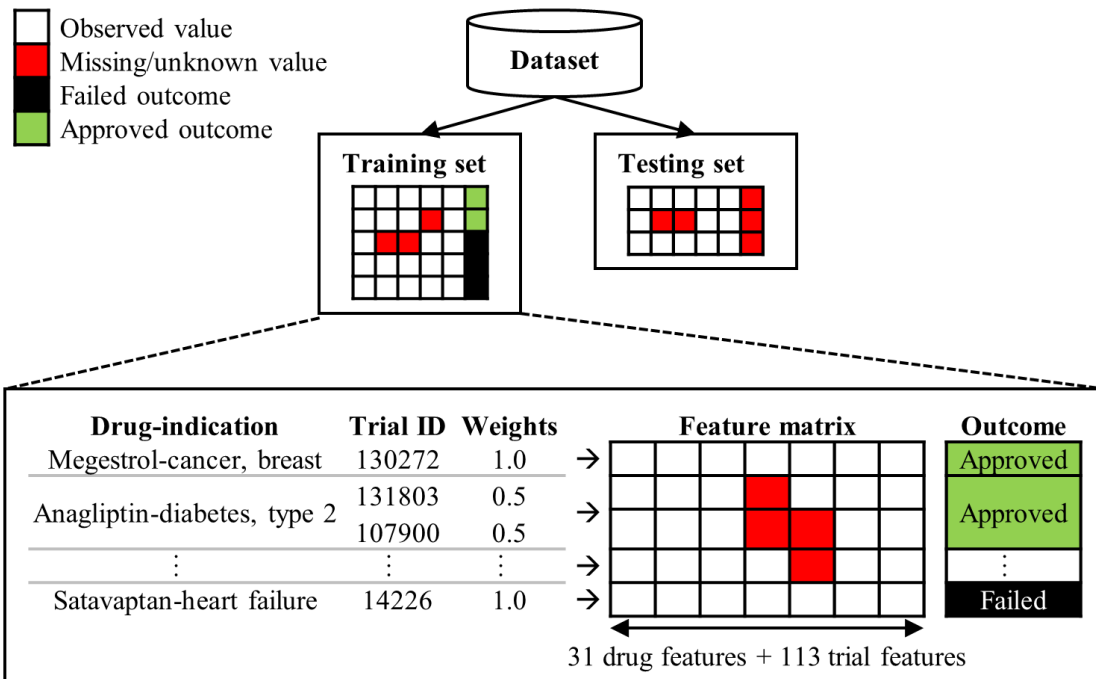 Observed value
Missing/unknown value
Failed outcome
Approved outcome
Dataset
Training set
Testing set
Drug-indication Trial ID Weights Feature matrix Outcome
Megestrol-cancer, breast 130272 1.0 → Approved
Anagliptin-diabetes, type 2 131803 0.5 → Approved
107900 0.5
⋮ ⋮ ⋮ → ⋮
Satavaptan-heart failure 14226 1.0 → Failed
31 drug features + 113 trial features